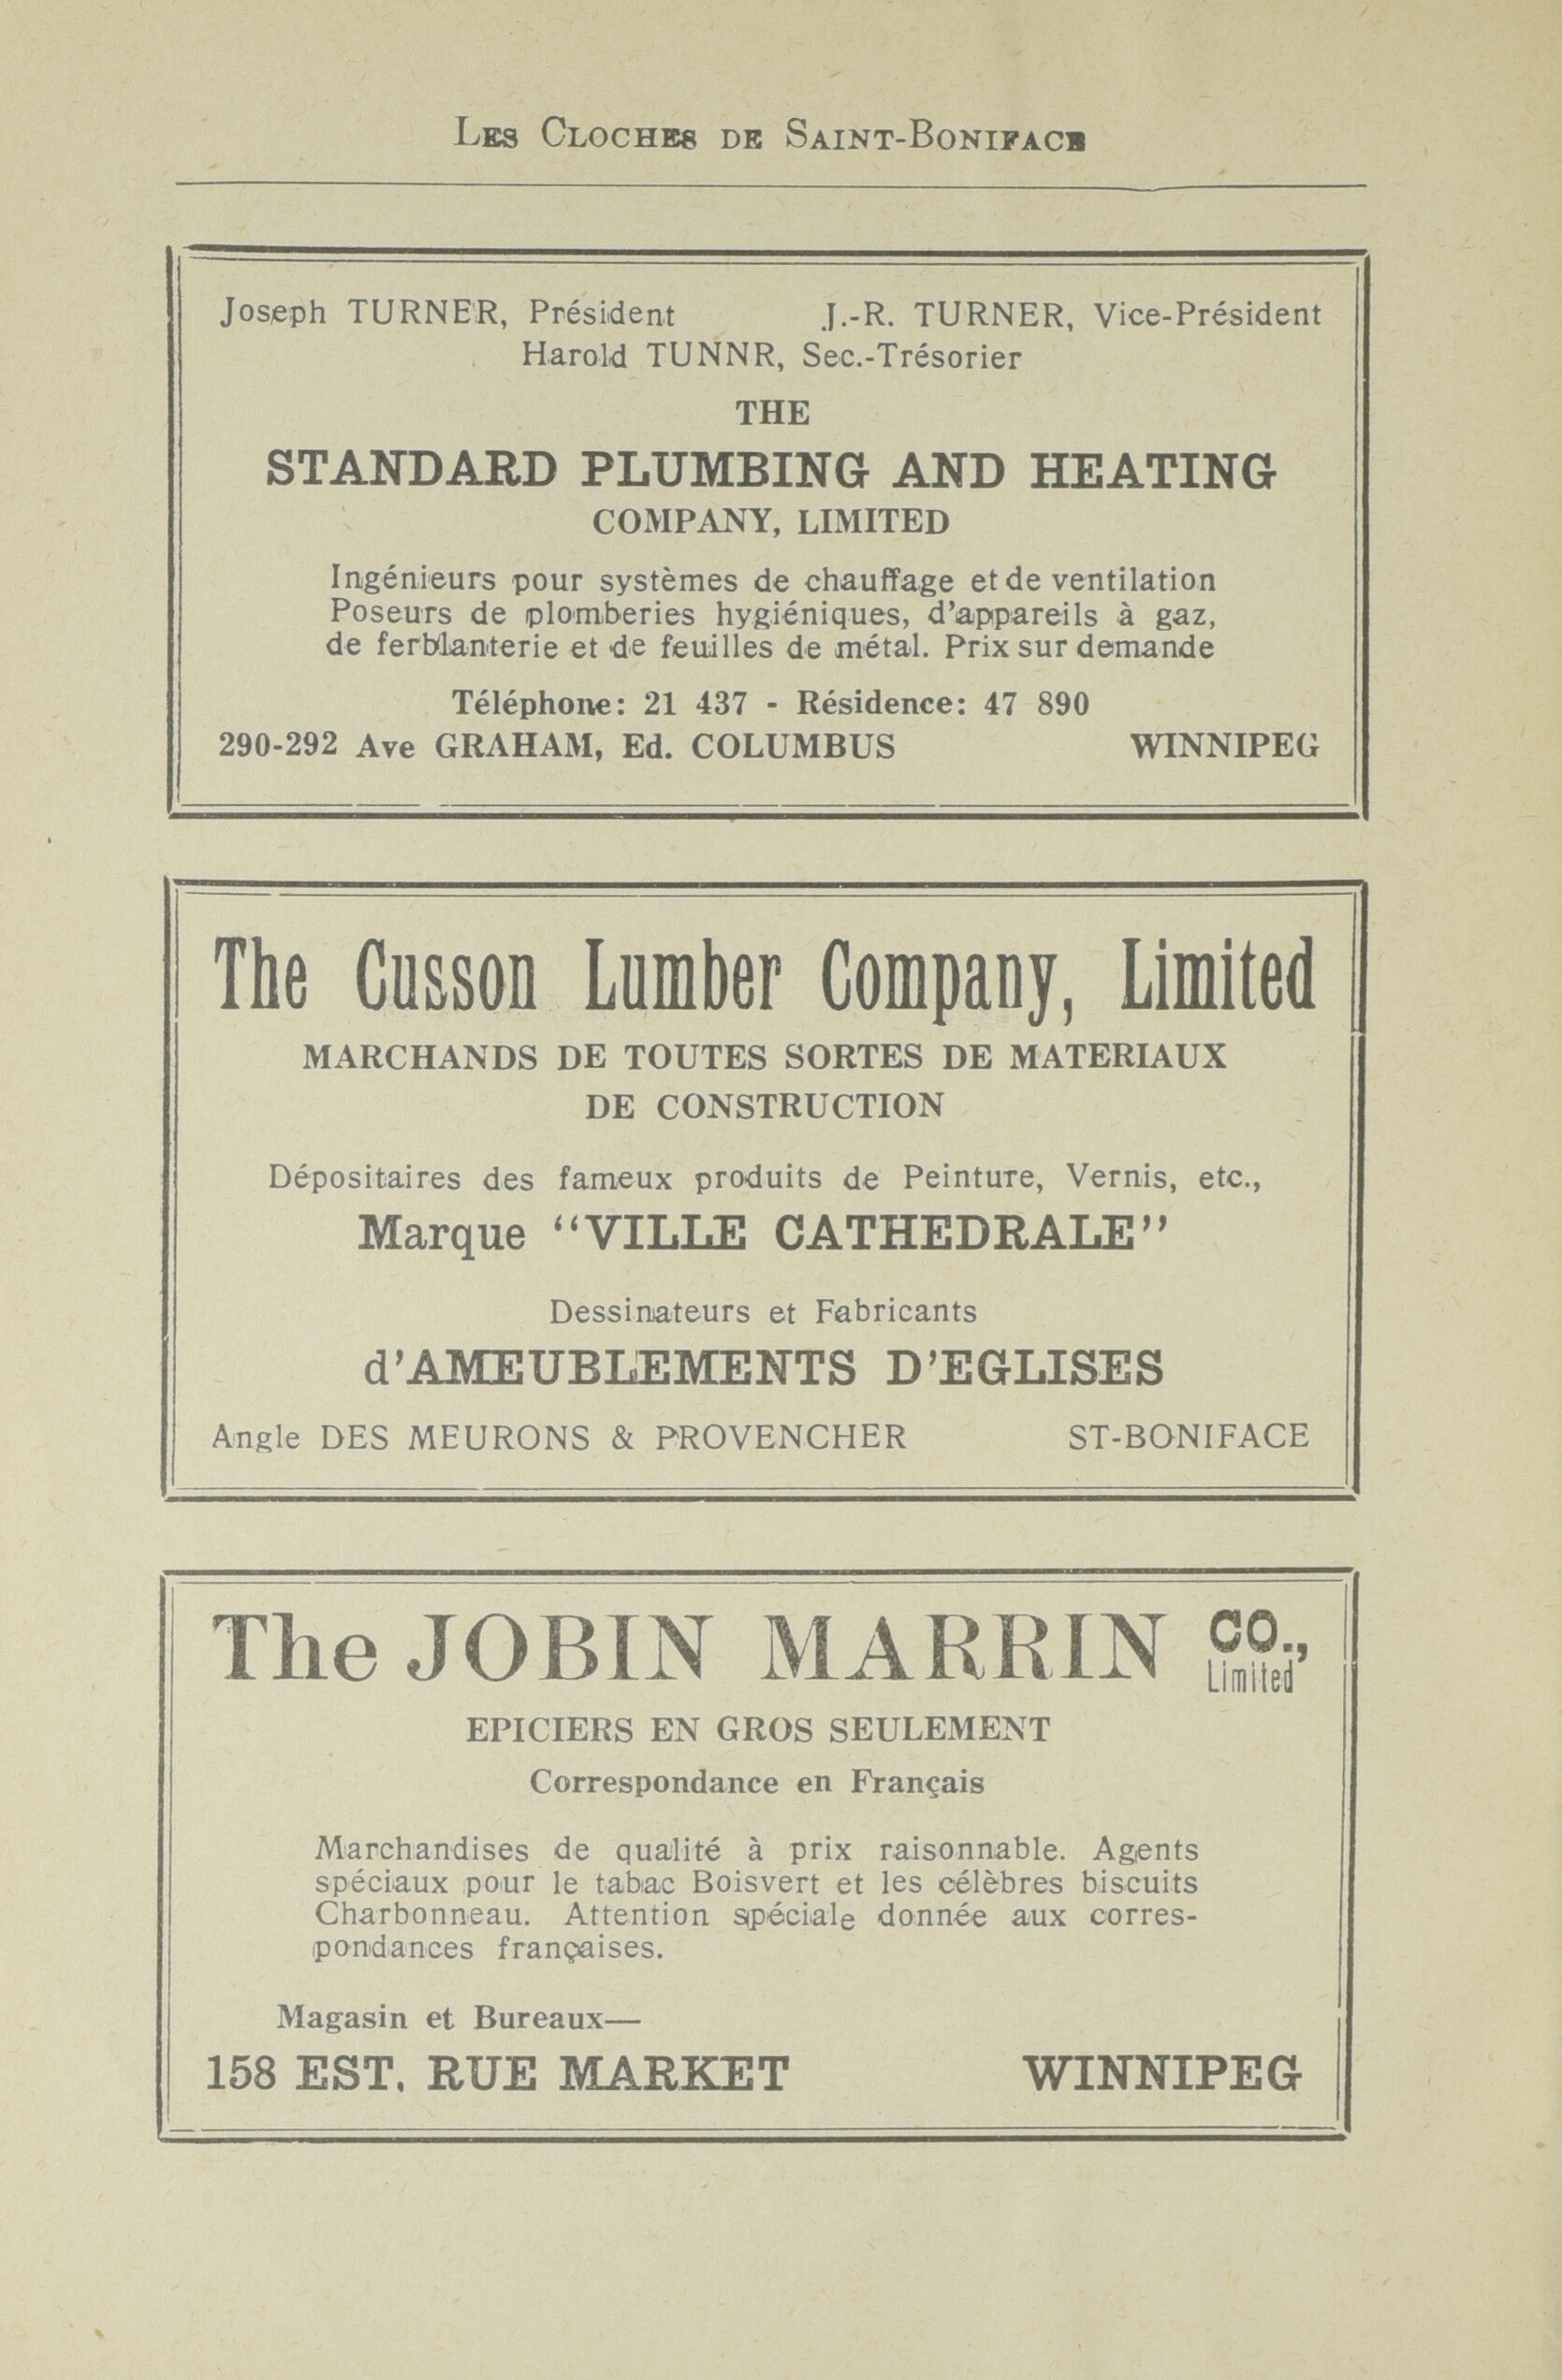 Les Cloches de Saint-Boniface
Joseph TURNER, Président J.-R. TURNER, Vice-Président
Harold TUNNR, Sec.-Trésorier
THE
STANDARD PLUMBING AND HEATING
COMPANY, LIMITED
Ingénieurs pour systèmes de chauffage et de ventilation
Poseurs de plomberies hygiéniques, d'appareils à gaz,
de ferblanterie et de feuilles de métal. Prix sur demande
Téléphone: 21 437 - Résidence: 47 890
290-292 Ave GRAHAM, Ed. COLUMBUS WINNIPEG
The Cusson Lumber Company, Limited
MARCHANDS DE TOUTES SORTES DE MATERIAUX
DE CONSTRUCTION
Dépositaires des fameux produits de Peinture, Vernis, etc.,
Marque "VILLE CATHEDRALE"
Dessinateurs et Fabricants
d'AMEUBLEMENTS D'EGLISES
Angle DES MEURONS & PROVENCHER ST-BONIFACE
The JOBIN MARRIN CO., Limited
EPICIERS EN GROS SEULEMENT
Correspondance en Français
Marchandises de qualité à prix raisonnable. Agents
spéciaux pour le tabac Boisvert et les célèbres biscuits
Charbonneau. Attention spéciale donnée aux corres-
pondances françaises.
Magasin et Bureaux—
158 EST. RUE MARKET WINNIPEG